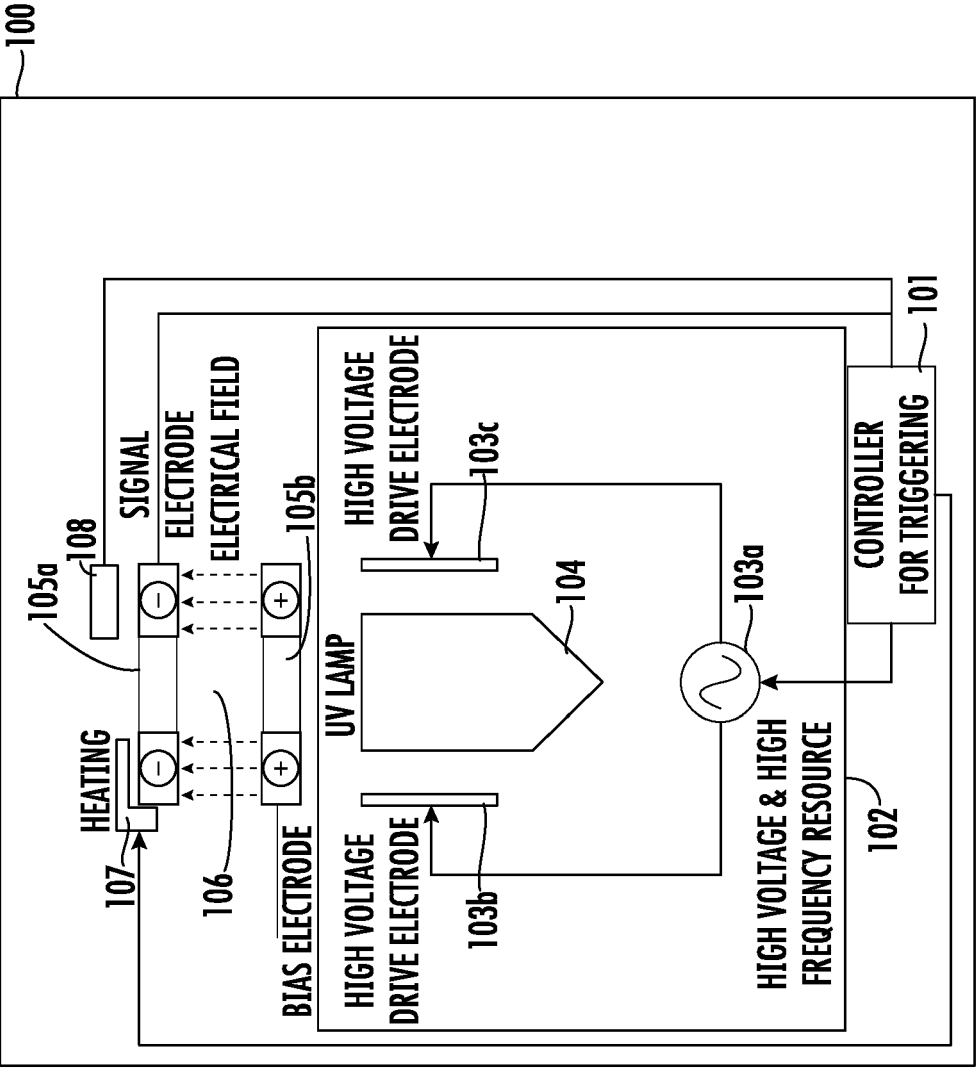 100
HEATING
107
105a
108
SIGNAL
ELECTRODE
ELECTRICAL FIELD
106
105b
BIAS ELECTRODE
UV LAMP
HIGH VOLTAGE
DRIVE ELECTRODE
103b
HIGH VOLTAGE
DRIVE ELECTRODE
103c
104
103a
HIGH VOLTAGE & HIGH
FREQUENCY RESOURCE
102
CONTROLLER
FOR TRIGGERING
101
−
−
+
+